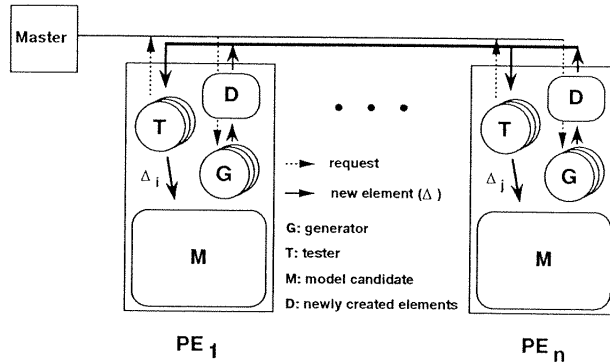 Master
D
D
T
T
G
G
Δ i
Δ j
request
new element (Δ )
G: generator
T: tester
M: model candidate
D: newly created elements
M
M
PE 1
PE n